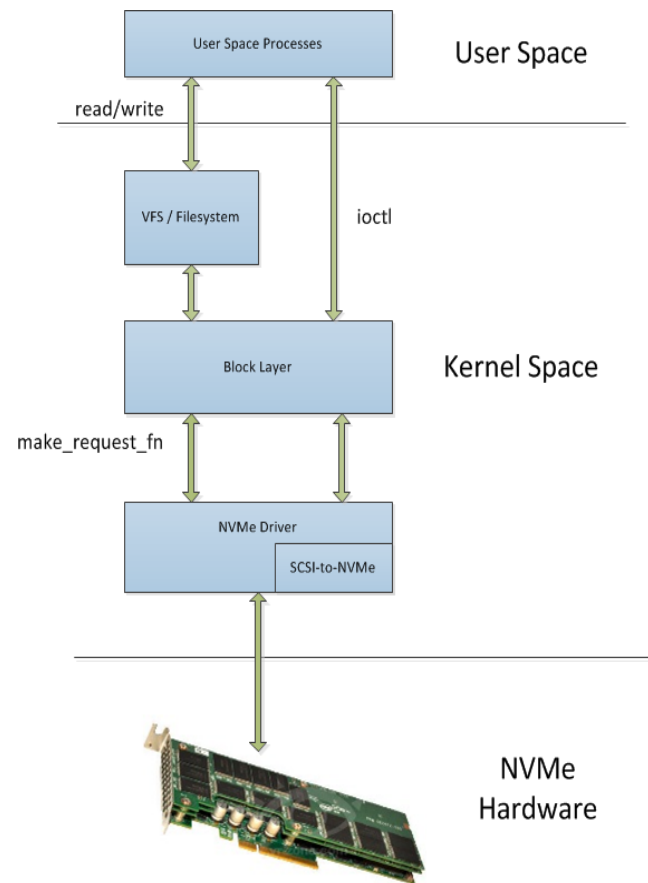 User Space Processes
User Space
read/write
VFS / Filesystem
ioctl
Block Layer
Kernel Space
make_request_fn
NVMe Driver
SCSI-to-NVMe
NVMe
Hardware